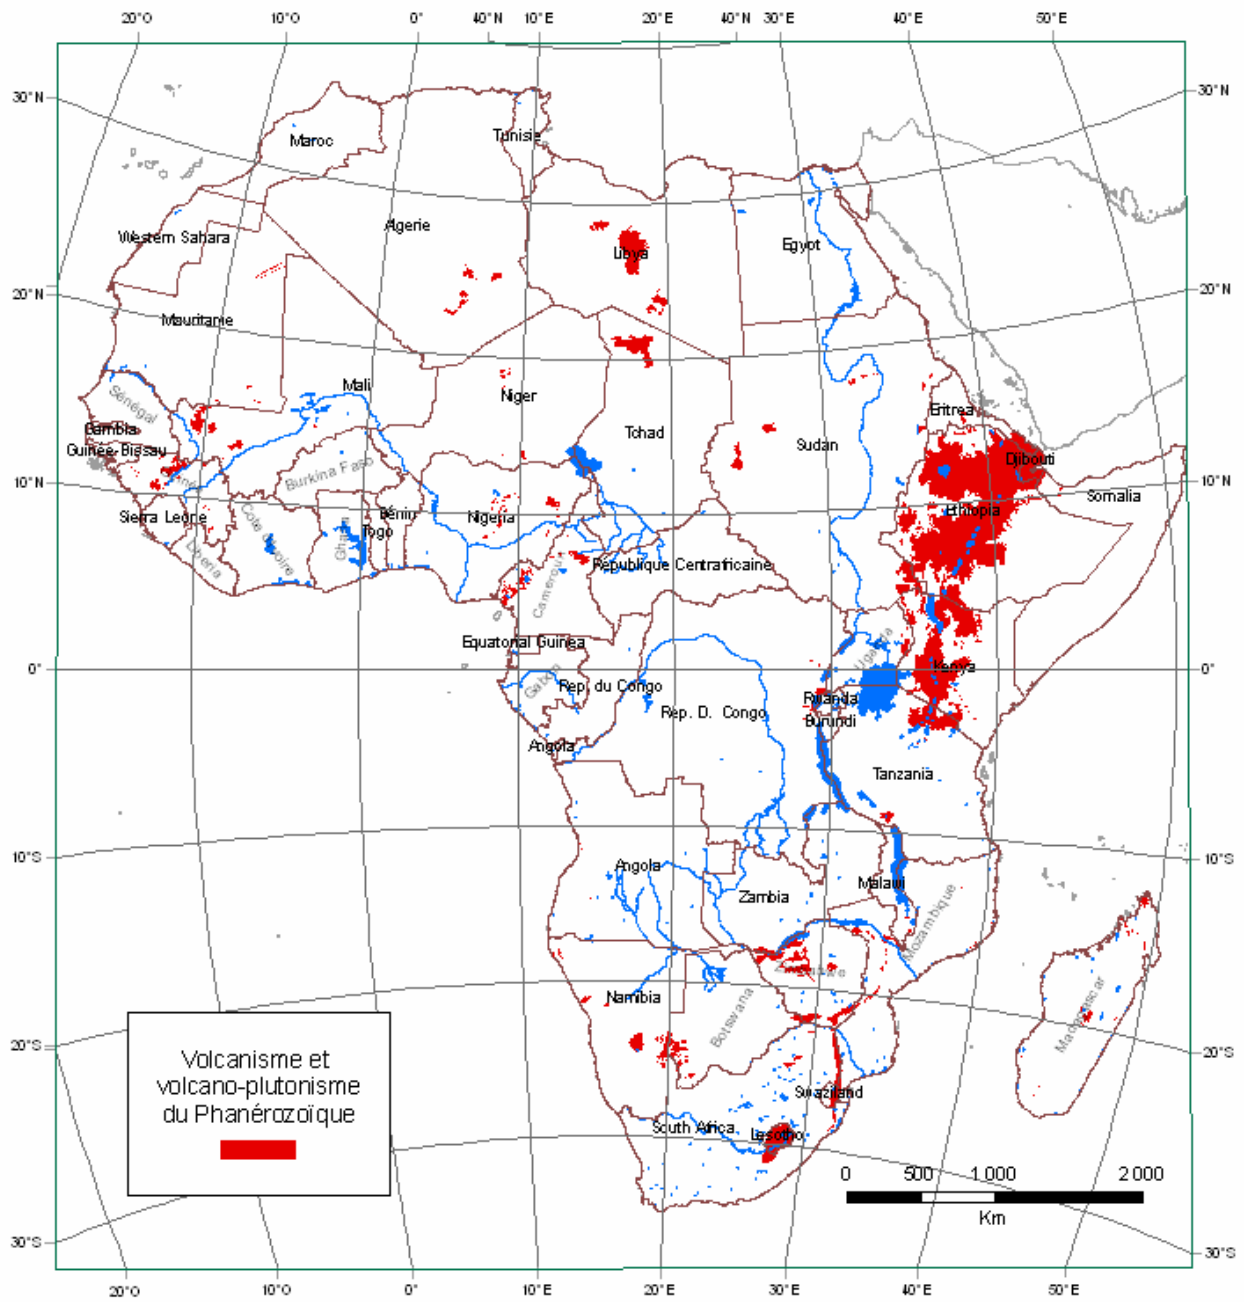 20°O 10°O 0° 40°N 10°E 20°E 40°N 30°E 40°E 50°E
30°N 30°N
Maroc
Tunisie
Western Sahara
Algerie
Libya
Egyot
20°N 20°N
Mauritanie
Mali
Niger
Tchad
Sudan
Eritrea
Sénégal
Gambla
Guinée-Bissau
Djibouti
10°N 10°N
Burkina Faso
Somalia
Ethiopia
Sierra Leone
Liberia
Cote d'Ivoire
Ghana
Togo
Bénin
Nigeria
Cameroun
Republique Centrafricaine
Equatonal Guinea
Uganda
0° 0°
Kenya
Gabon
Rep. du Congo
Rwanda
Rep. D. Congo
Burundi
Angola
Tanzania
10°S 10°S
Angola
Zambia
Malawi
Mozambique
Zimbabwe
Namibia
Botswana
Madagascar
20°S 20°S
Swaziland
South Africa
Lesotho
Volcanisme et
volcano-plutonisme
du Phanérozoïque
0 500 1 000 2 000
Km
30°S 30°S
20°O 10°O 0° 10°E 20°E 30°E 40°E 50°E